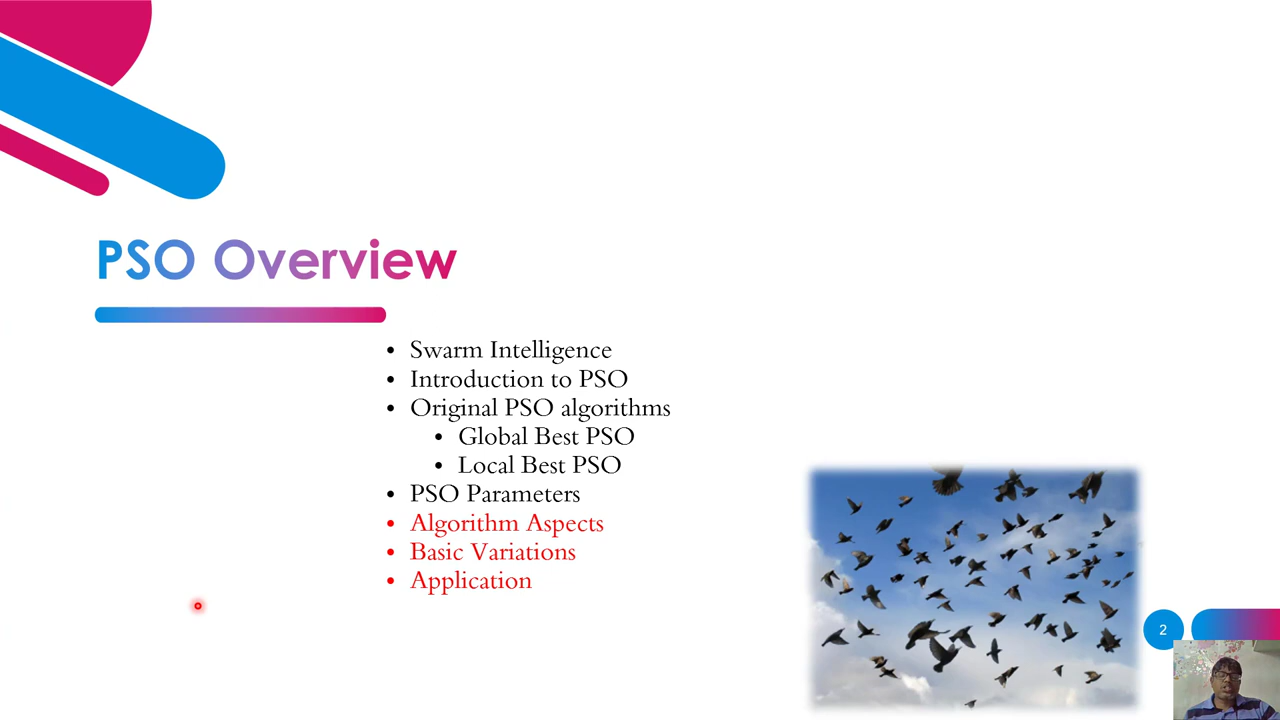 PSO Overview
• Swarm Intelligence
• Introduction to PSO
• Original PSO algorithms
• Global Best PSO
• Local Best PSO
• PSO Parameters
• Algorithm Aspects
• Basic Variations
• Application
2